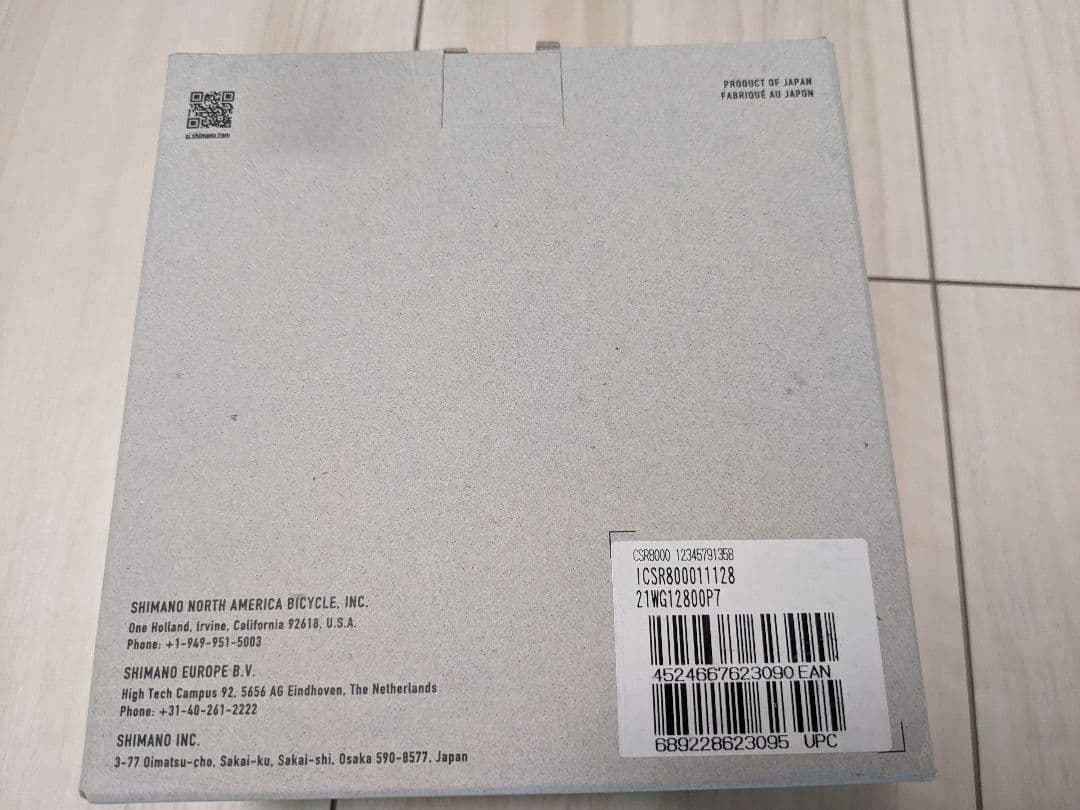 si.shimano.com
PRODUCT OF JAPAN
FABRIQUÉ AU JAPON
CSR8000 12345791358
ICSR800011128
21WG12800P7
4524667623090 EAN
689228623095 UPC
SHIMANO NORTH AMERICA BICYCLE, INC.
One Holland, Irvine, California 92618, U.S.A.
Phone: +1-949-951-5003
SHIMANO EUROPE B.V.
High Tech Campus 92, 5656 AG Eindhoven, The Netherlands
Phone: +31-40-261-2222
SHIMANO INC.
3-77 Oimatsu-cho, Sakai-ku, Sakai-shi, Osaka 590-8577, Japan